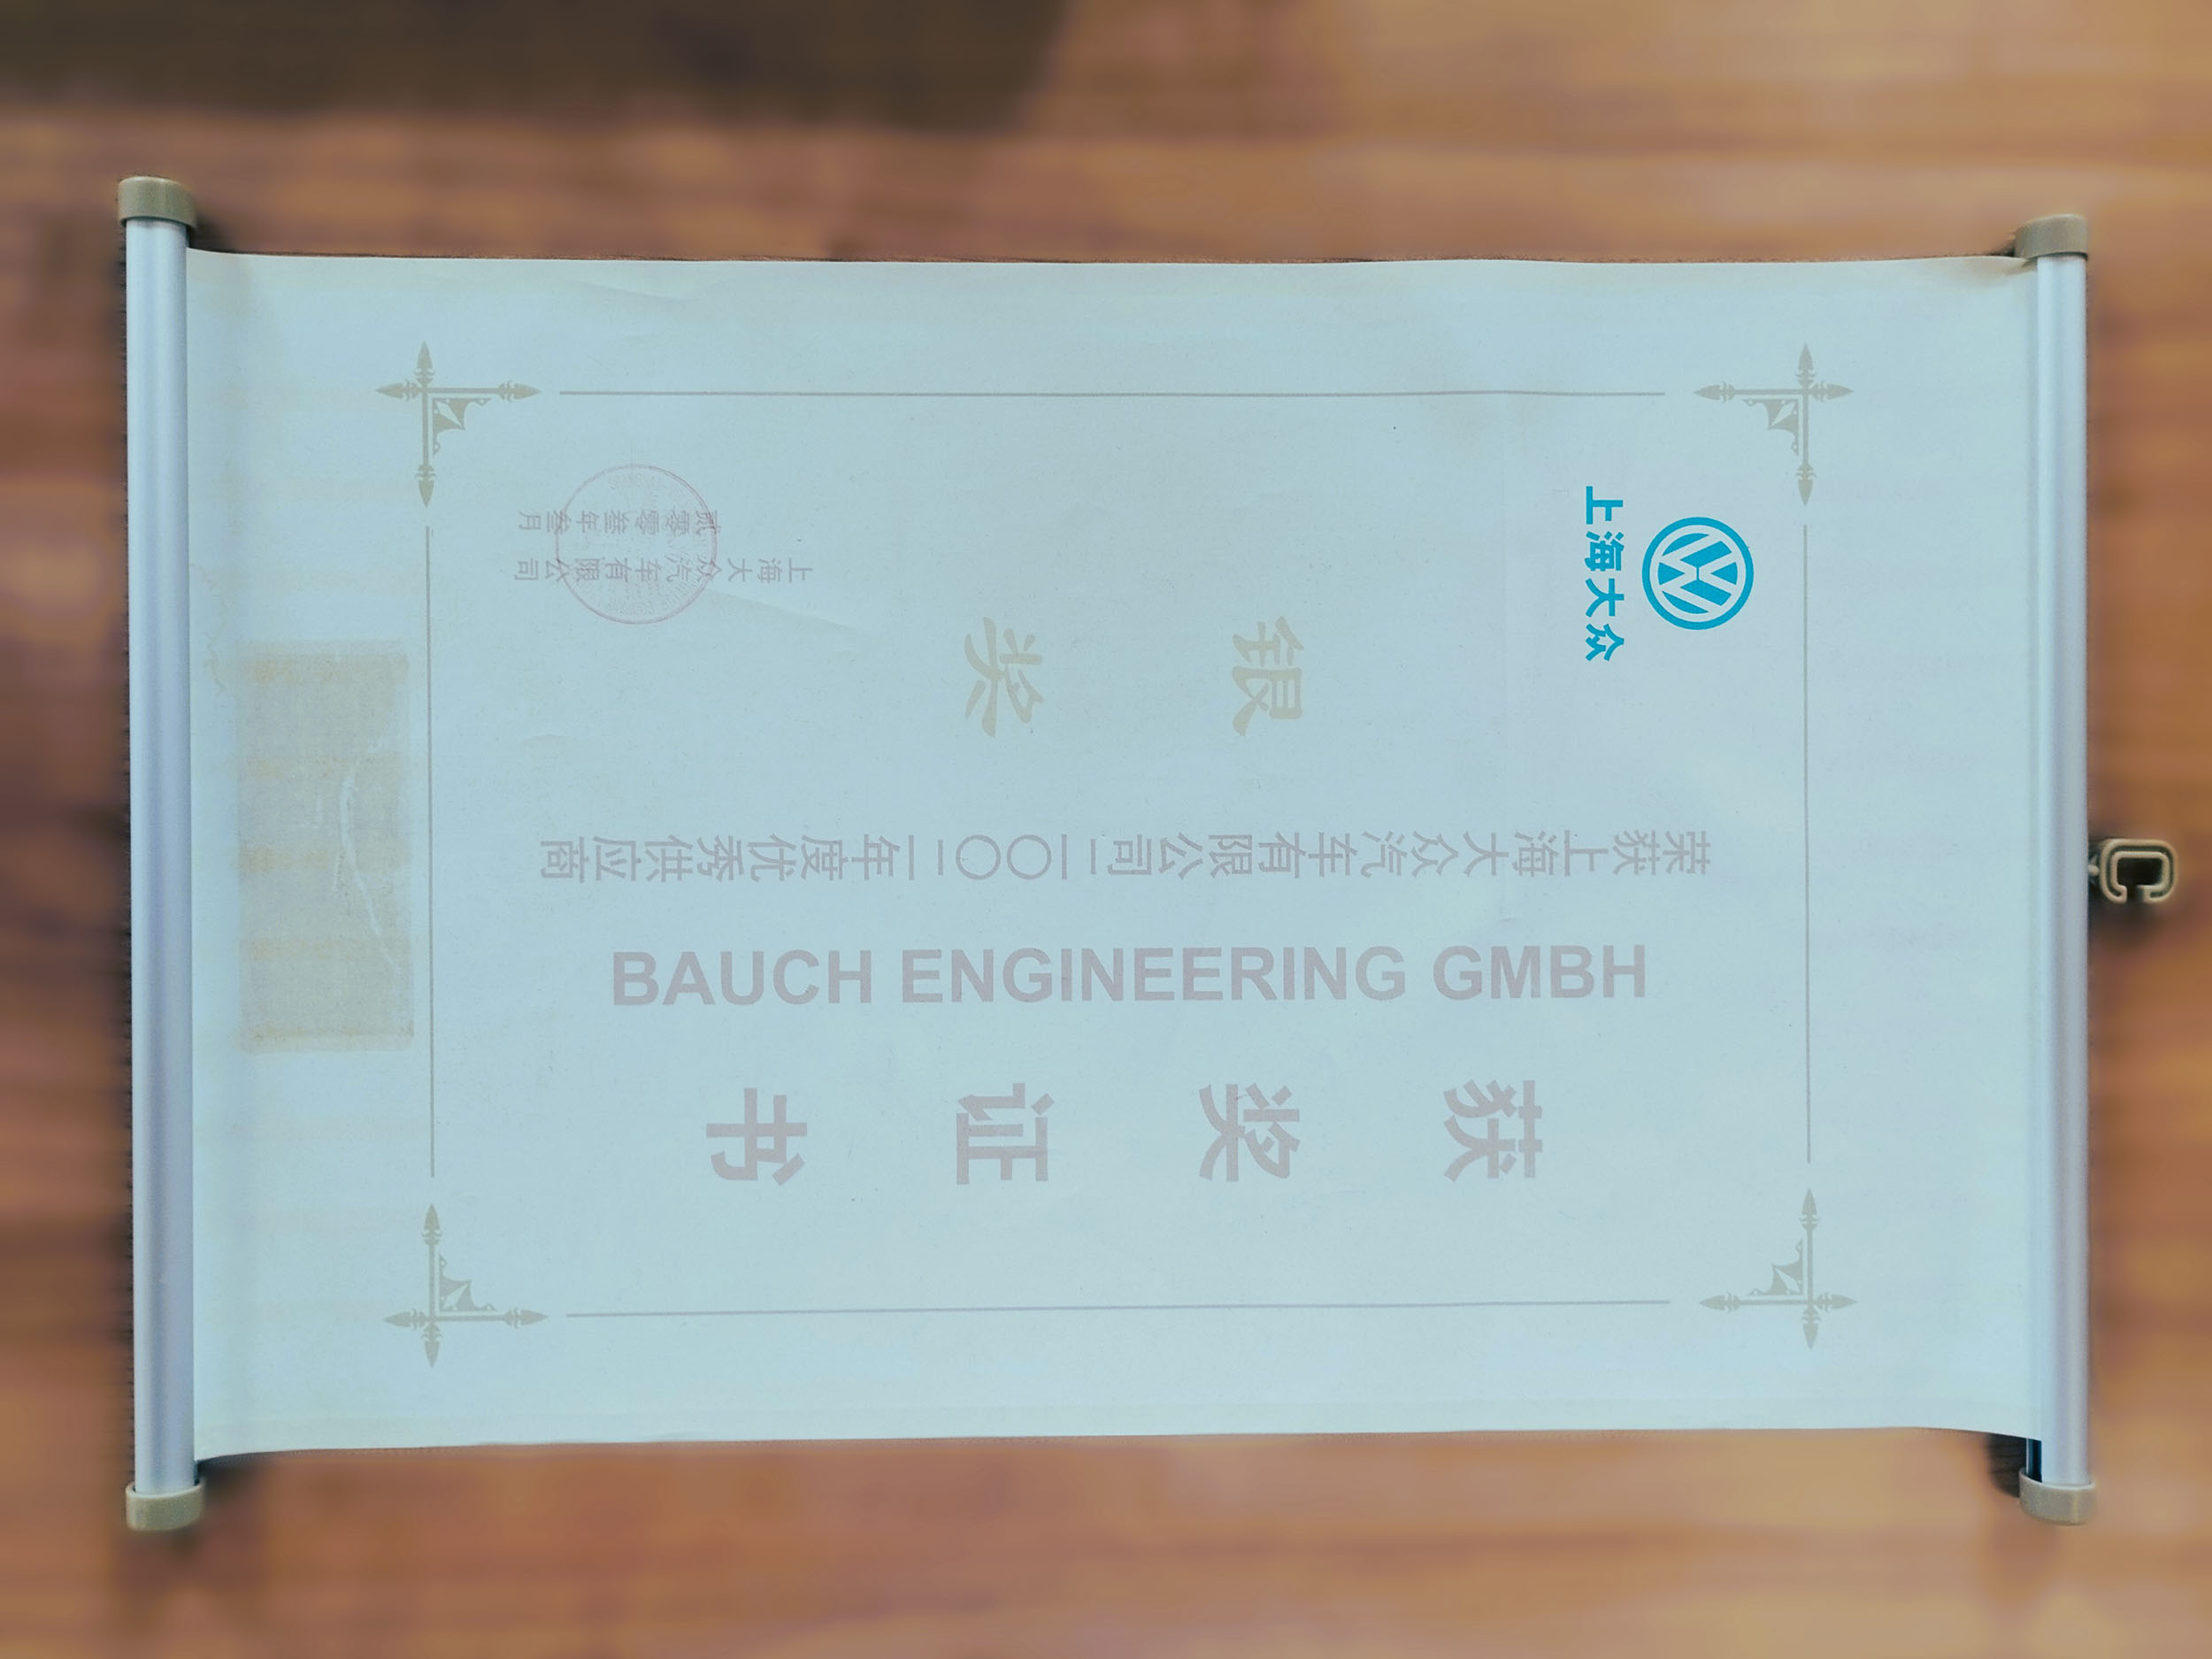 获奖证书
BAUCH ENGINEERING GMBH
荣获上海大众汽车有限公司二〇〇二年度优秀供应商
银奖
上海大众
上海大众汽车有限公司
贰零零叁年叁月